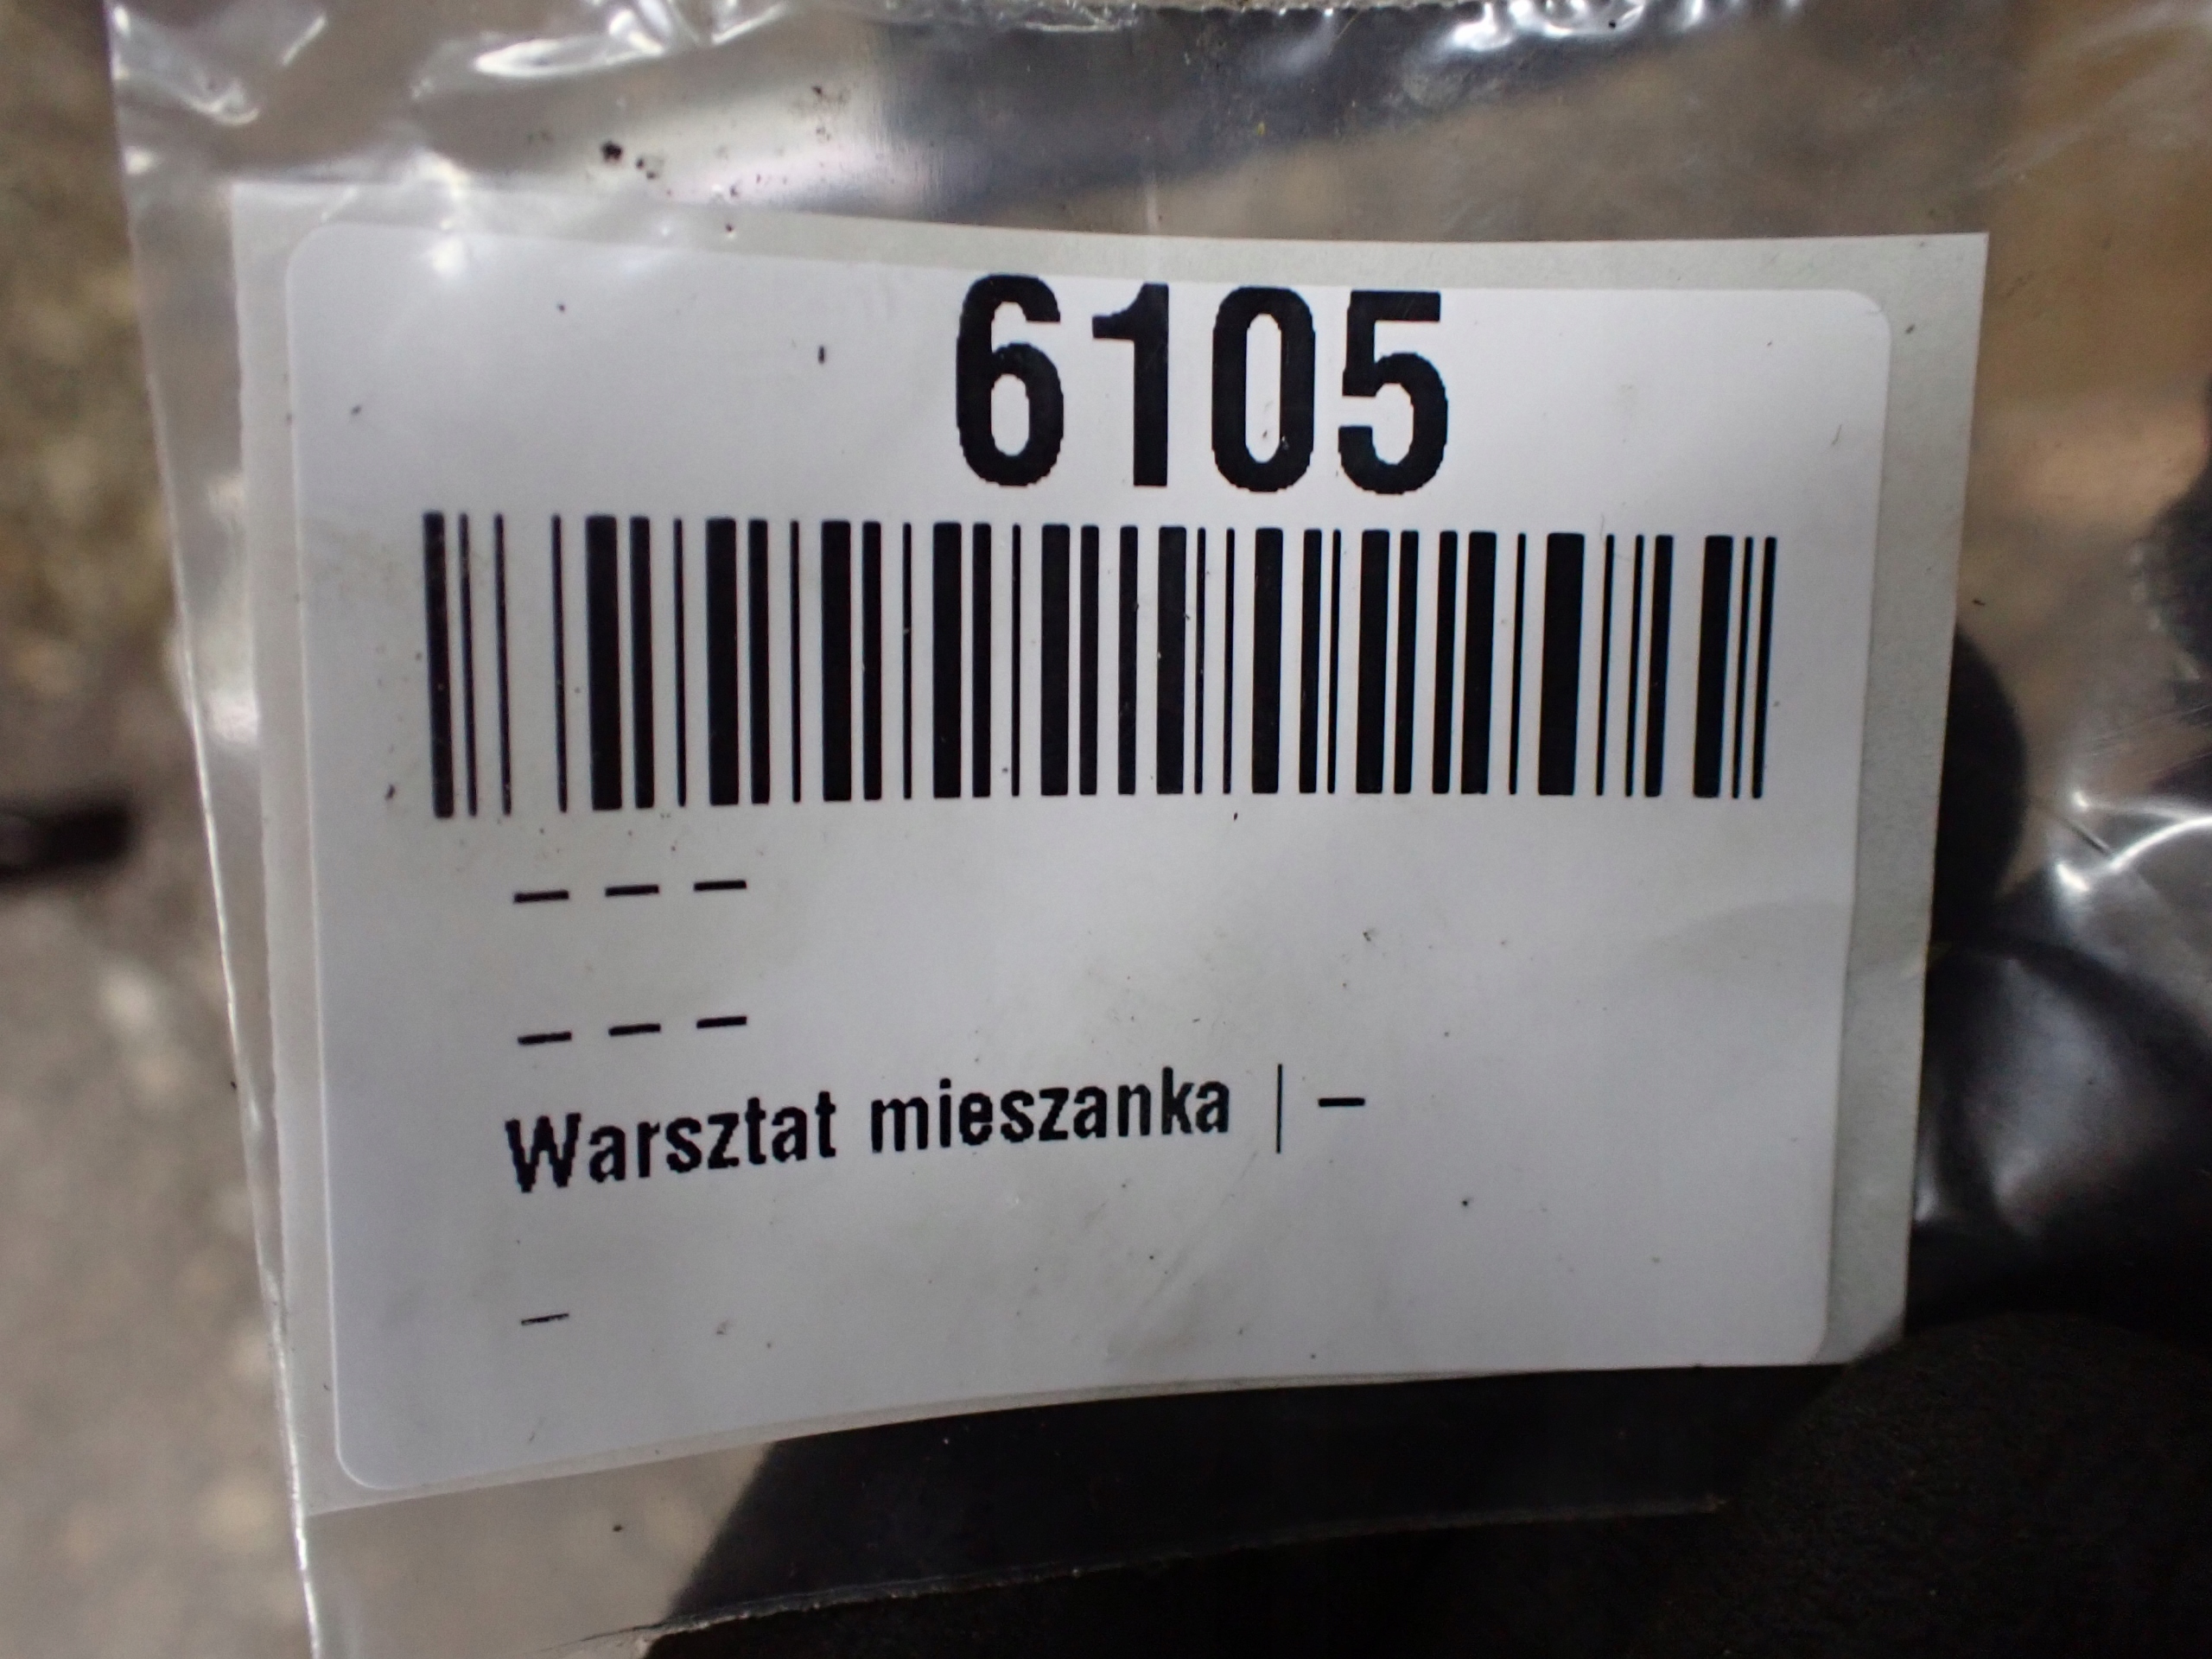 6105
– – –
– – –
Warsztat mieszanka | –
–